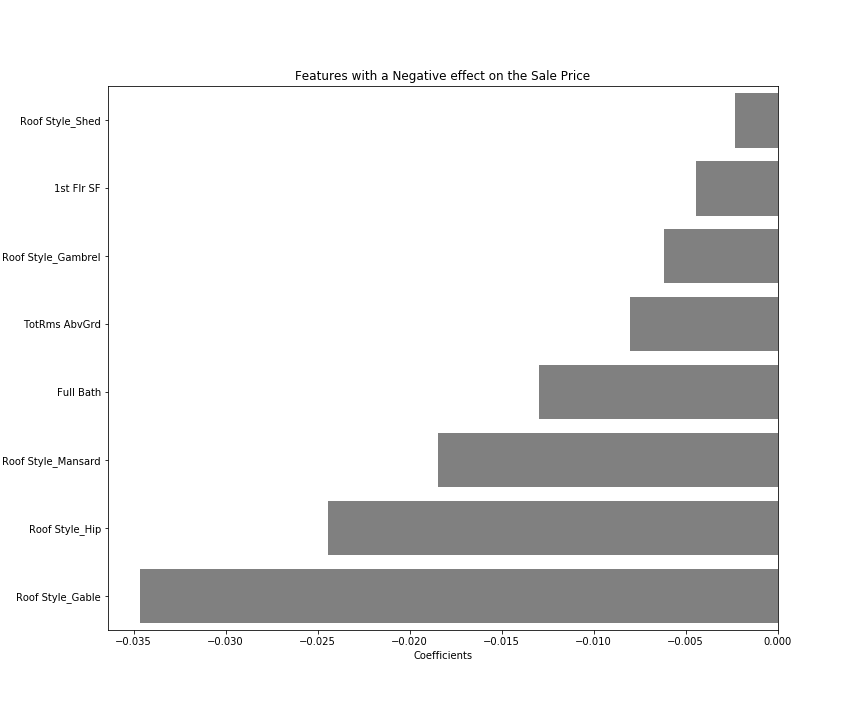 Features with a Negative effect on the Sale Price
Roof Style_Shed
1st Flr SF
Roof Style_Gambrel
TotRms AbvGrd
Full Bath
Roof Style_Mansard
Roof Style_Hip
Roof Style_Gable
−0.035 −0.030 −0.025 −0.020 −0.015 −0.010 −0.005 0.000
Coefficients